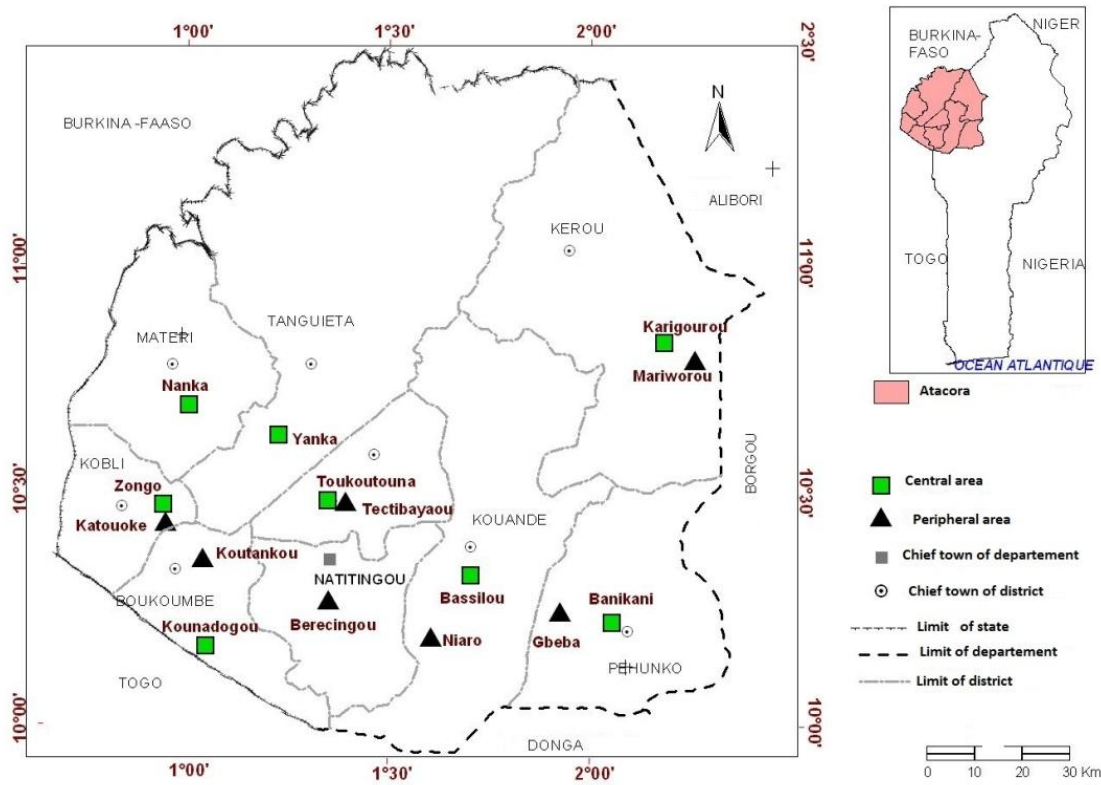 1°00'
1°30'
2°00'
2°30'
BURKINA -FAASO
N
ALIBORI
KEROU
11°00'
11°00'
TANGUIETA
MATERI
Karigourou
Mariworou
Nanka
Yanka
KOBLI
BORGOU
Zongo
Toukoutouna
10°30'
10°30'
Tectibayaou
Katouoke
KOUANDE
Koutankou
NATITINGOU
BOUKOUMBE
Bassilou
Banikani
Kounadogou
Berecingou
Niaro
Gbeba
PEHUNKO
TOGO
10°00'
10°00'
DONGA
1°00'
1°30'
2°00'
BURKINA-
FASO
NIGER
TOGO
NIGERIA
OCEAN ATLANTIQUE
Atacora
Central area
Peripheral area
Chief town of departement
Chief town of district
Limit of state
Limit of departement
Limit of district
0 10 20 30 Km